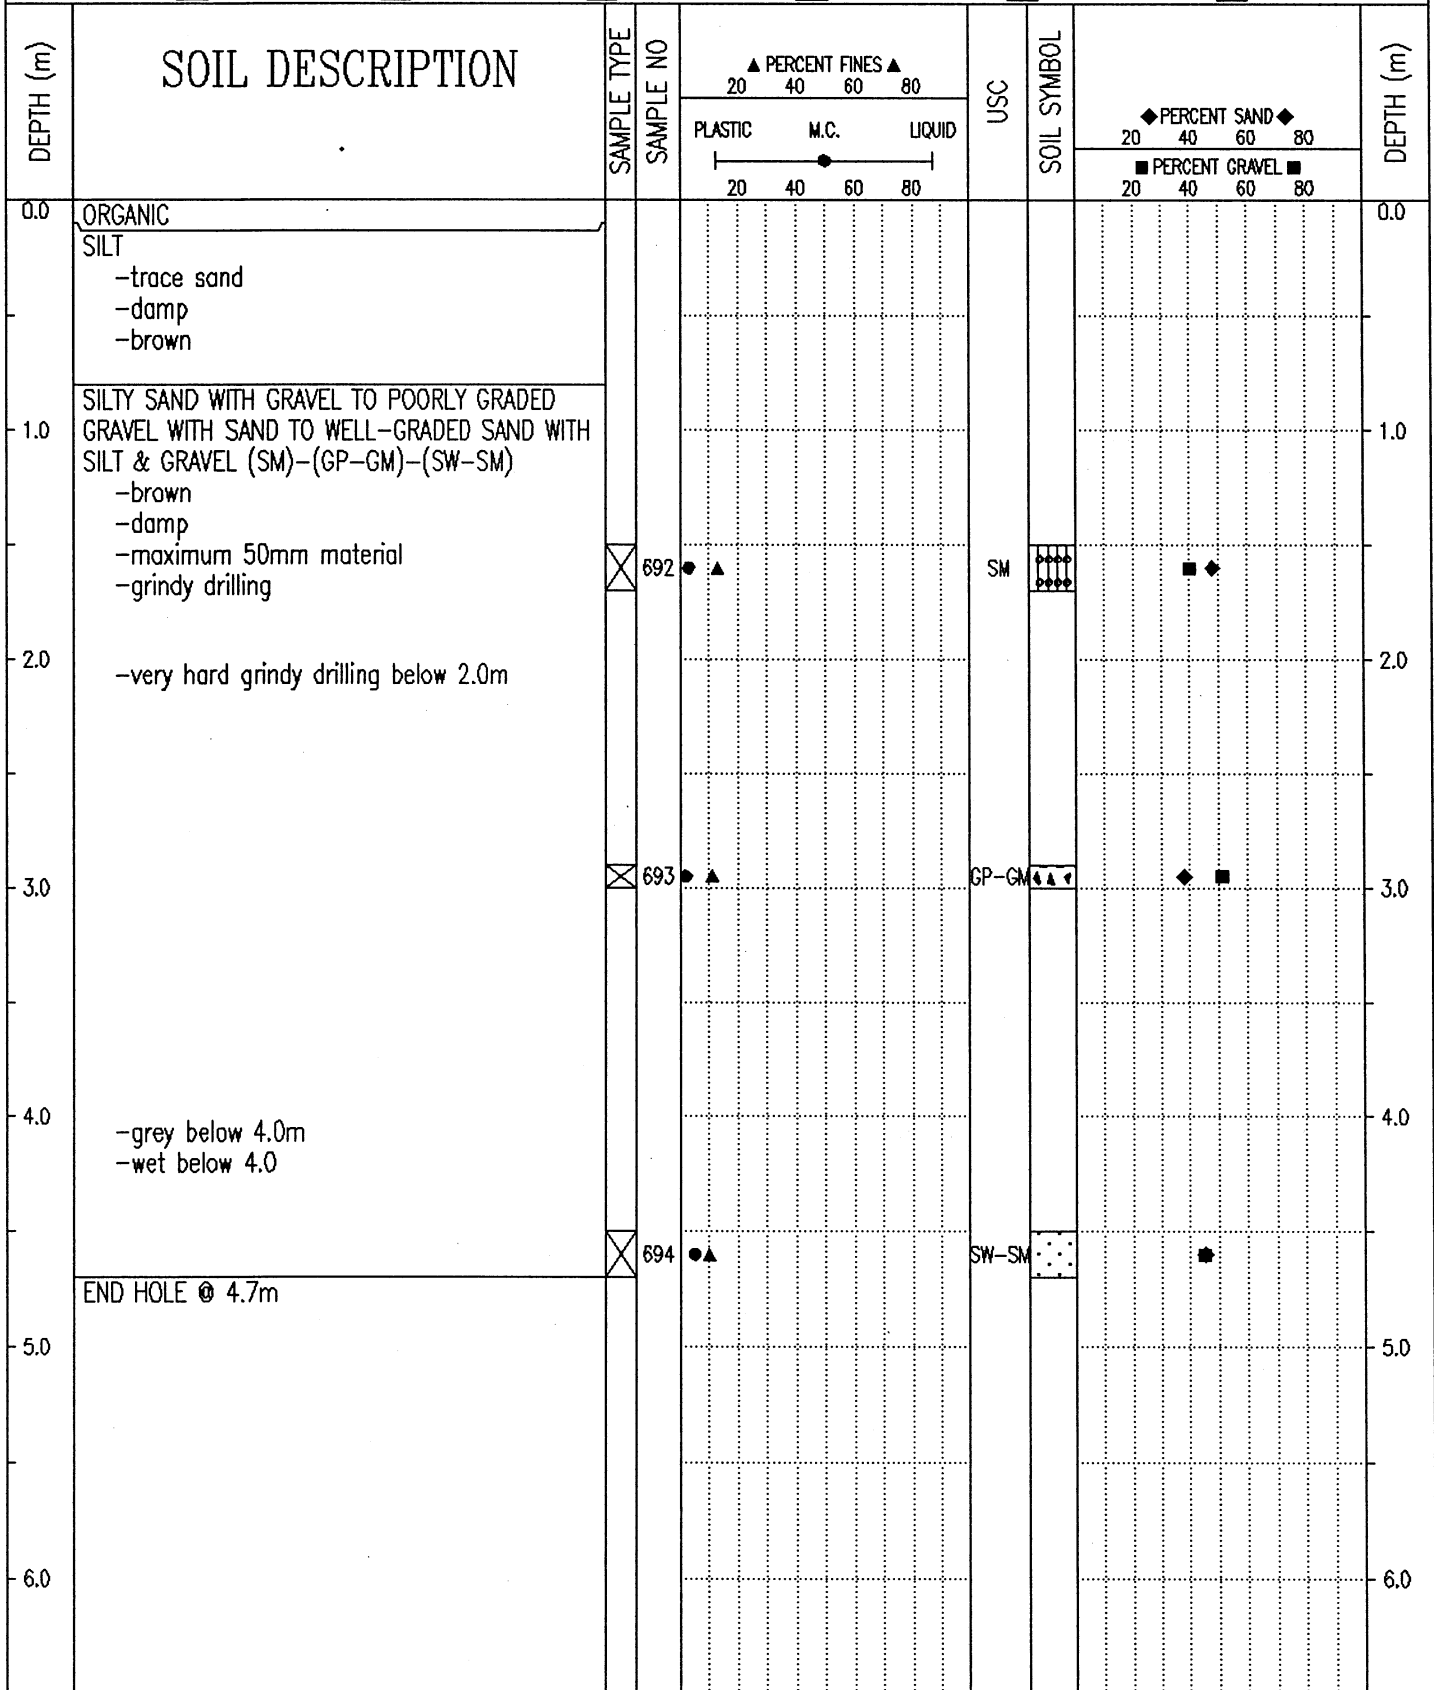 DEPTH (m)
SOIL DESCRIPTION
SAMPLE TYPE
SAMPLE NO
▲ PERCENT FINES ▲
20 40 60 80
PLASTIC M.C. LIQUID
20 40 60 80
USC
SOIL SYMBOL
◆PERCENT SAND◆
20 40 60 80
■ PERCENT GRAVEL ■
20 40 60 80
DEPTH (m)
0.0 ORGANIC 0.0
SILT
-trace sand
-damp
-brown
SILTY SAND WITH GRAVEL TO POORLY GRADED
1.0 GRAVEL WITH SAND TO WELL-GRADED SAND WITH 1.0
SILT & GRAVEL (SM)-(GP-GM)-(SW-SM)
-brown
-damp
-maximum 50mm material
692 SM
-grindy drilling
2.0 -very hard grindy drilling below 2.0m 2.0
693 GP-GM
3.0 3.0
4.0 4.0
-grey below 4.0m
-wet below 4.0
694 SW-SM
END HOLE @ 4.7m
5.0 5.0
6.0 6.0